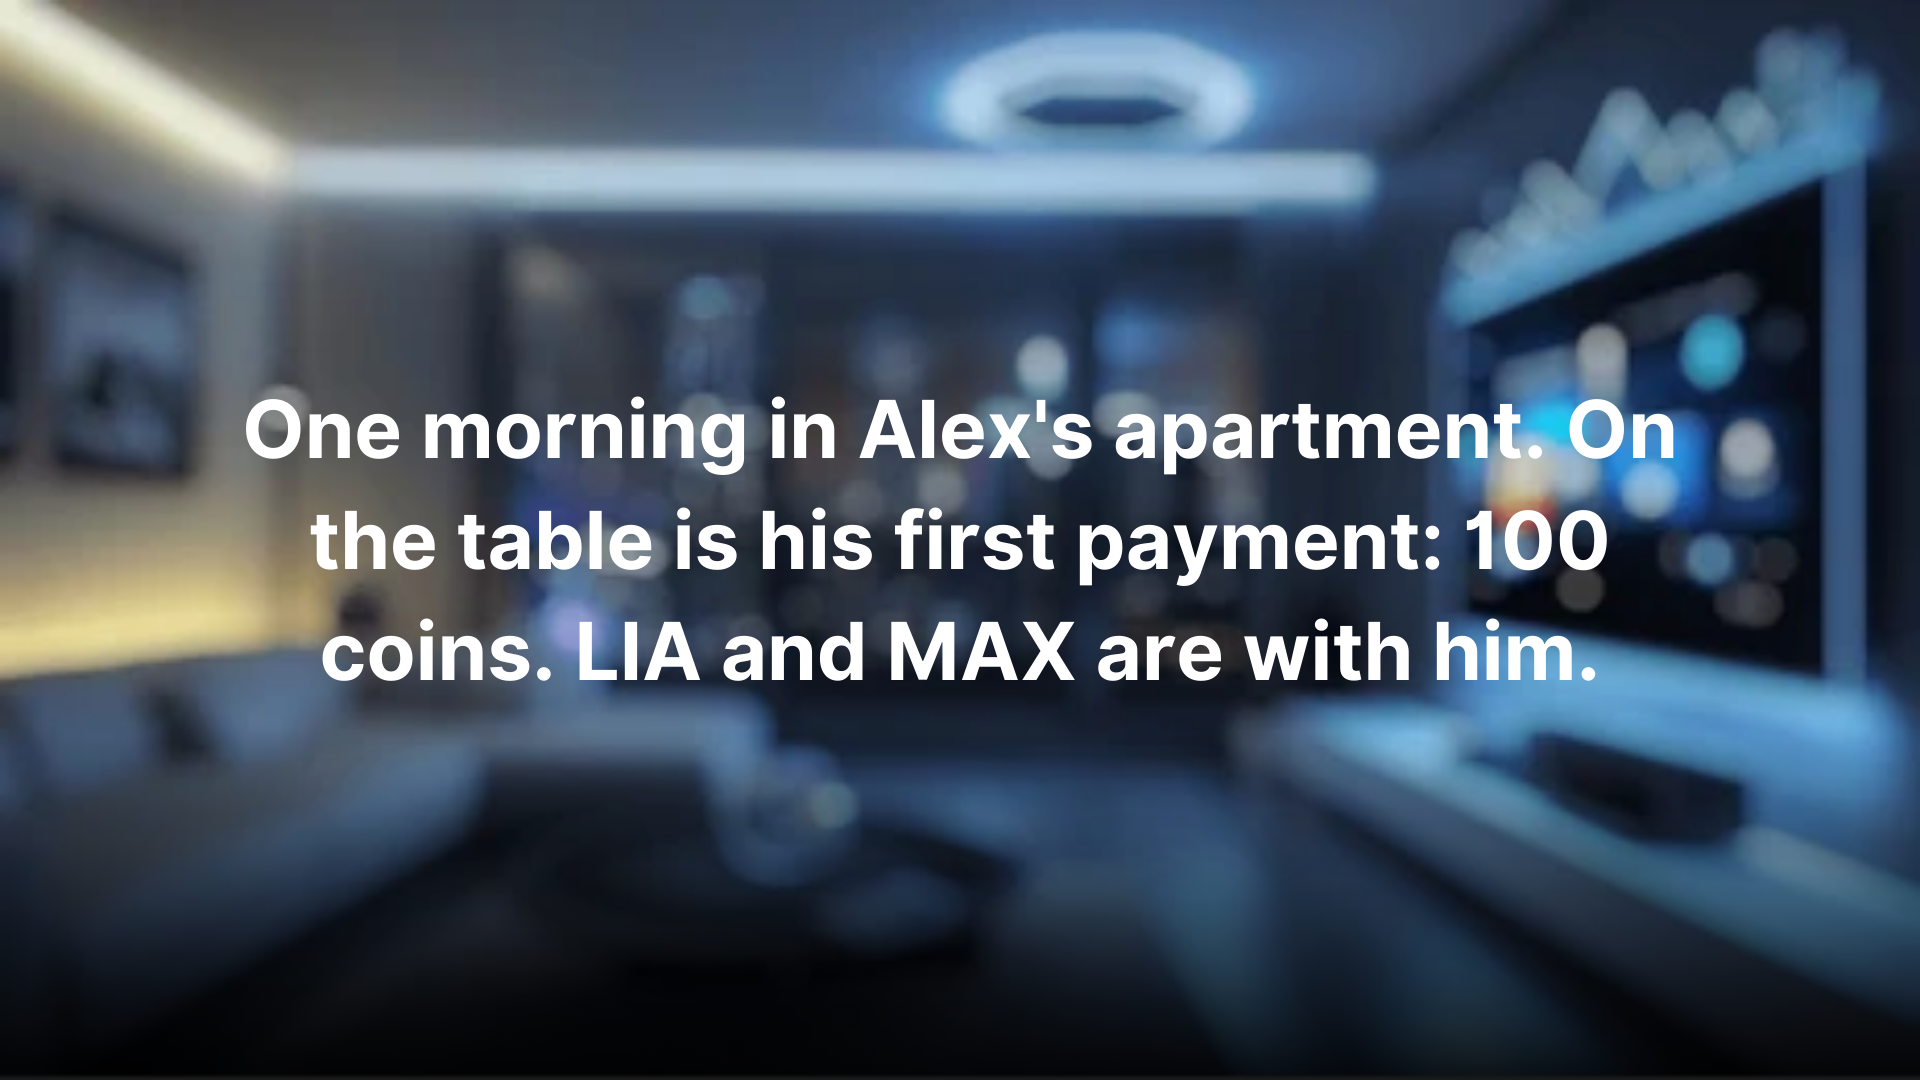 One morning in Alex's apartment. On
the table is his first payment: 100
coins. LIA and MAX are with him.